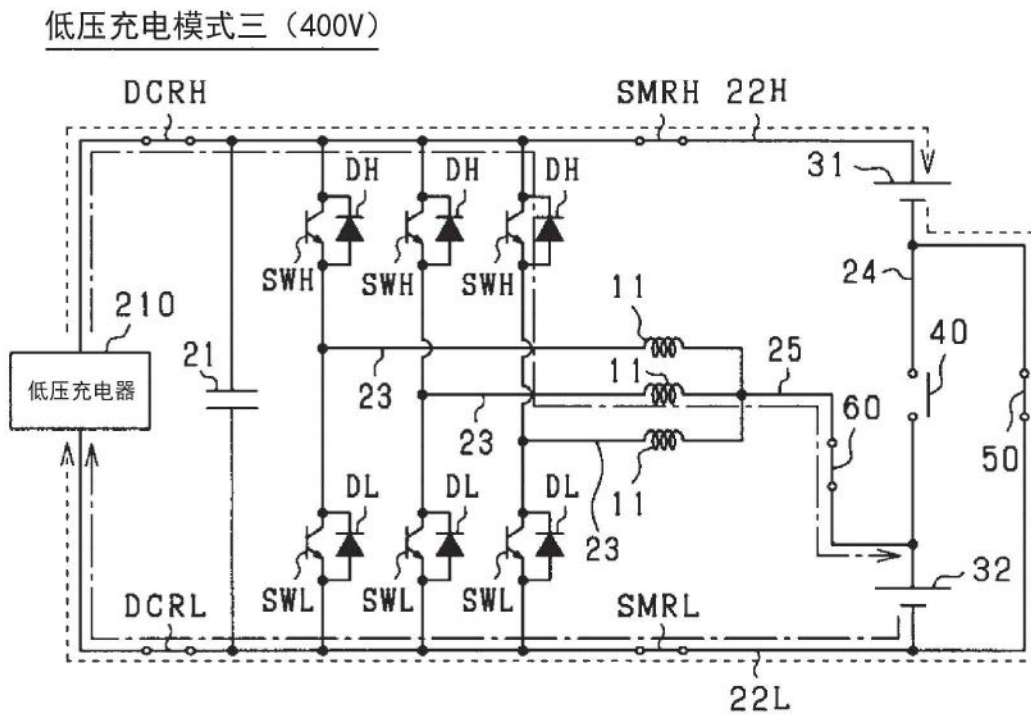 低压充电模式三（400V）
DCRH
SMRH
22H
31
DH
DH
DH
SWH
SWH
SWH
24
210
低压充电器
21
11
25
40
23
11
60
23
50
11
DL
DL
DL
23
SWL
SWL
SWL
32
DCRL
SMRL
22L